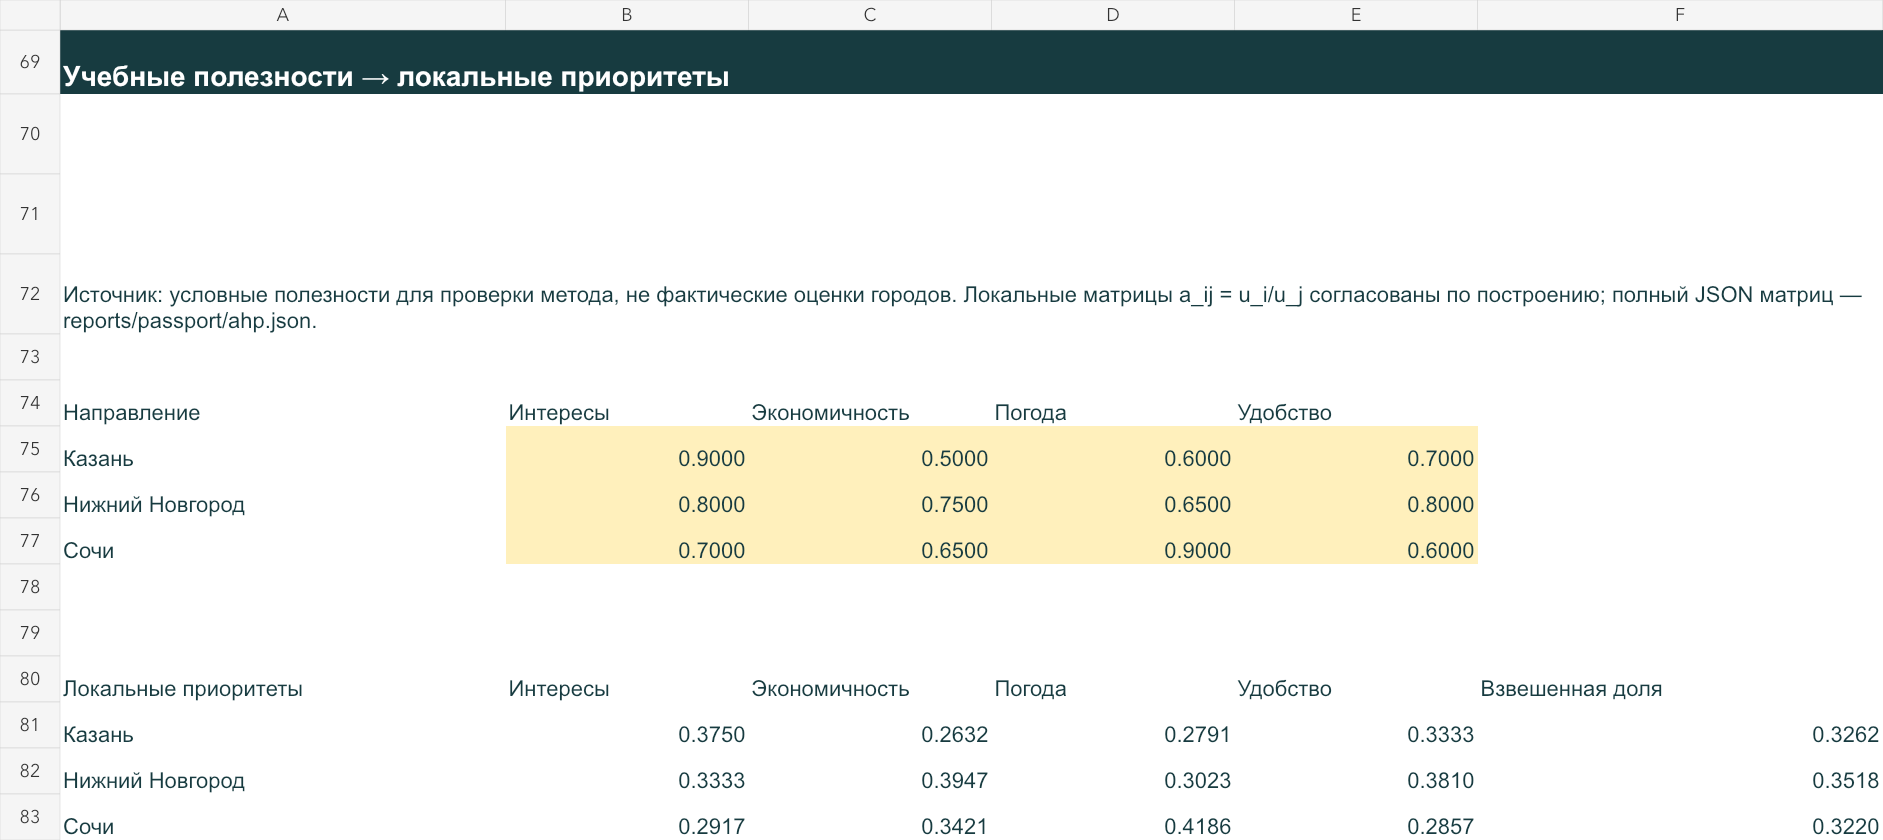 A B C D E F
69 Учебные полезности → локальные приоритеты
70
71
72 Источник: условные полезности для проверки метода, не фактические оценки городов. Локальные матрицы a_ij = u_i/u_j согласованы по построению; полный JSON матриц —
reports/passport/ahp.json.
73
74 Направление Интересы Экономичность Погода Удобство
75 Казань 0.9000 0.5000 0.6000 0.7000
76 Нижний Новгород 0.8000 0.7500 0.6500 0.8000
77 Сочи 0.7000 0.6500 0.9000 0.6000
78
79
80 Локальные приоритеты Интересы Экономичность Погода Удобство Взвешенная доля
81 Казань 0.3750 0.2632 0.2791 0.3333 0.3262
82 Нижний Новгород 0.3333 0.3947 0.3023 0.3810 0.3518
83 Сочи 0.2917 0.3421 0.4186 0.2857 0.3220